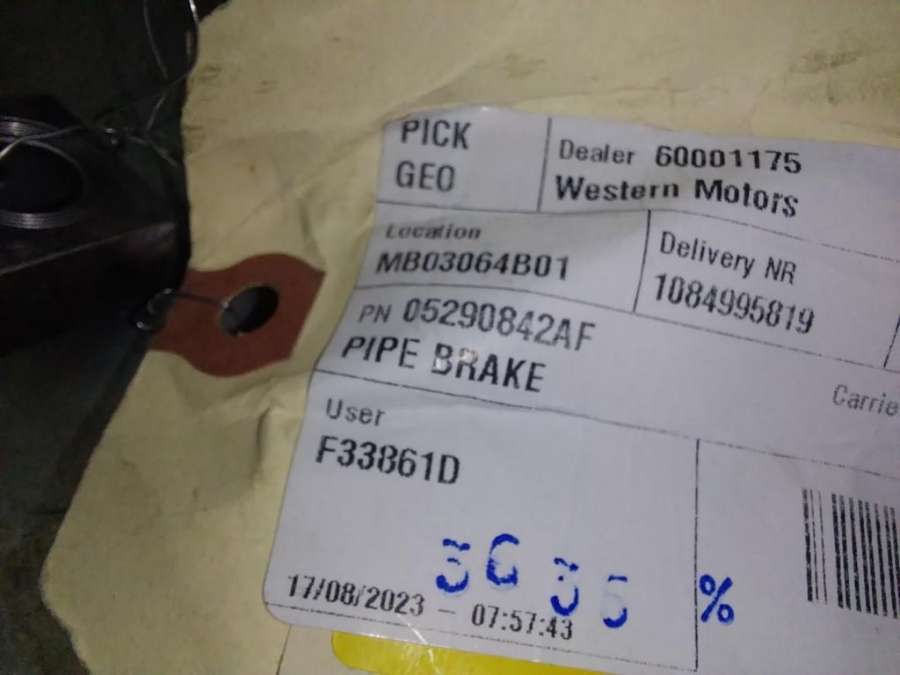 PICK
GEO
Dealer 60001175
Western Motors
Location
MB03064B01
Delivery NR
1084995819
PN 05290842AF
PIPE BRAKE
Carrie
User
F33861D
%
17/08/2023 - 07:57:43